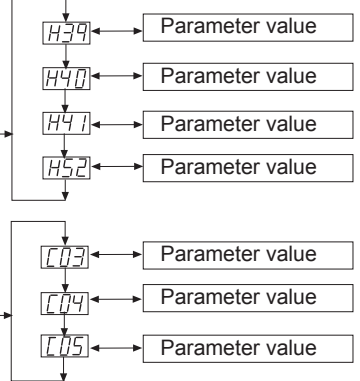 H39 Parameter value
H40 Parameter value
H41 Parameter value
H52 Parameter value
C03 Parameter value
C04 Parameter value
C05 Parameter value